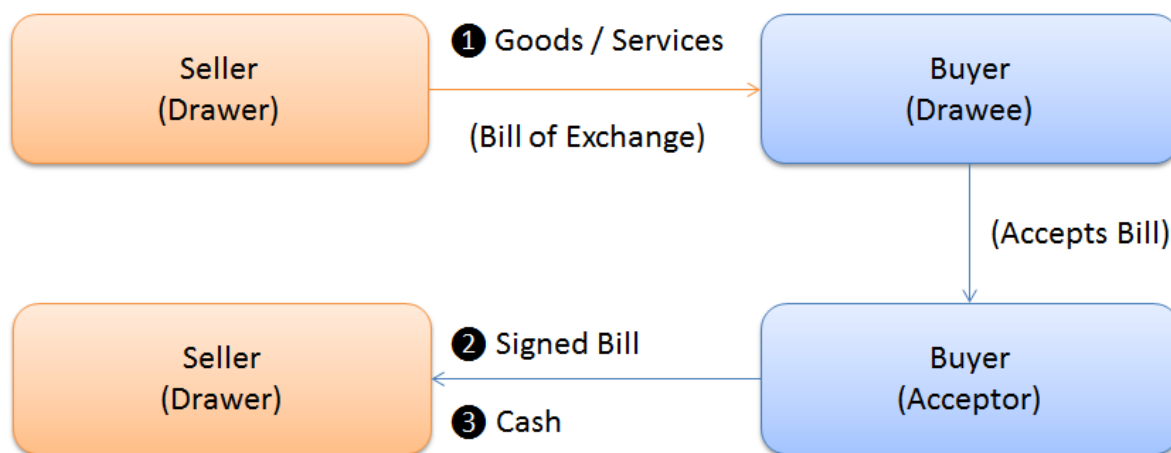 Seller
(Drawer)
❶ Goods / Services
(Bill of Exchange)
Buyer
(Drawee)
(Accepts Bill)
Seller
(Drawer)
❷ Signed Bill
❸ Cash
Buyer
(Acceptor)